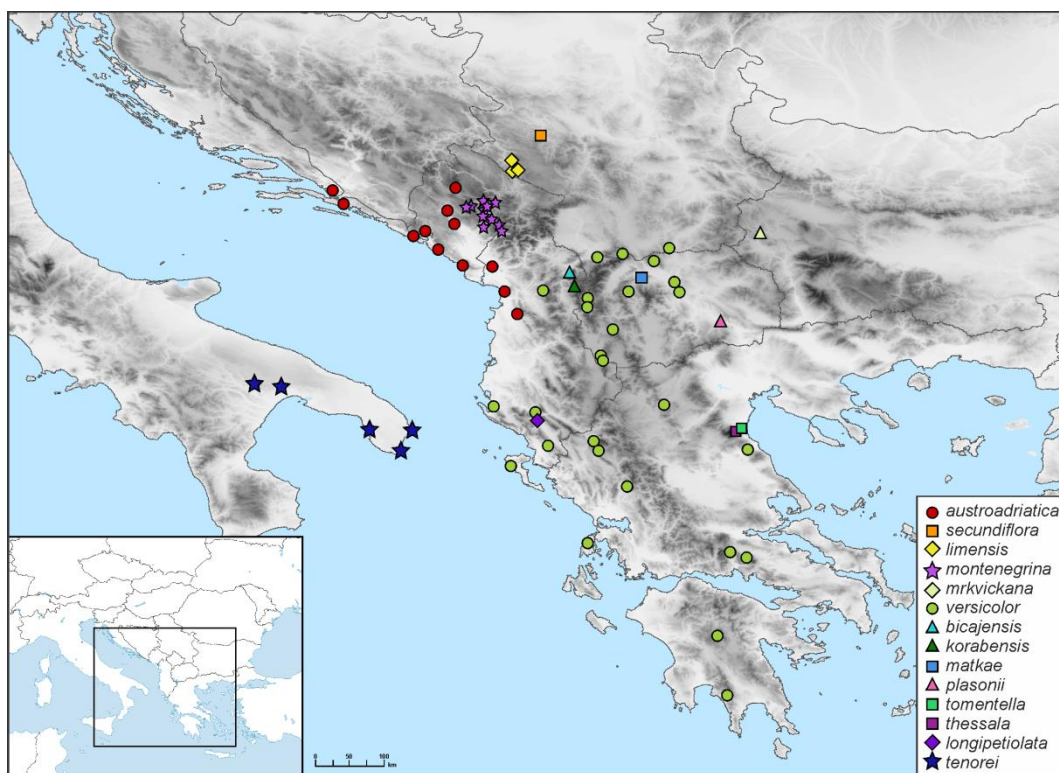 austroadriatica
secundiflora
limensis
montenegrina
mrkvickana
versicolor
bicajensis
korabensis
matkae
plasonii
tomentella
thessala
longipetiolata
tenorei
0 50 100
km